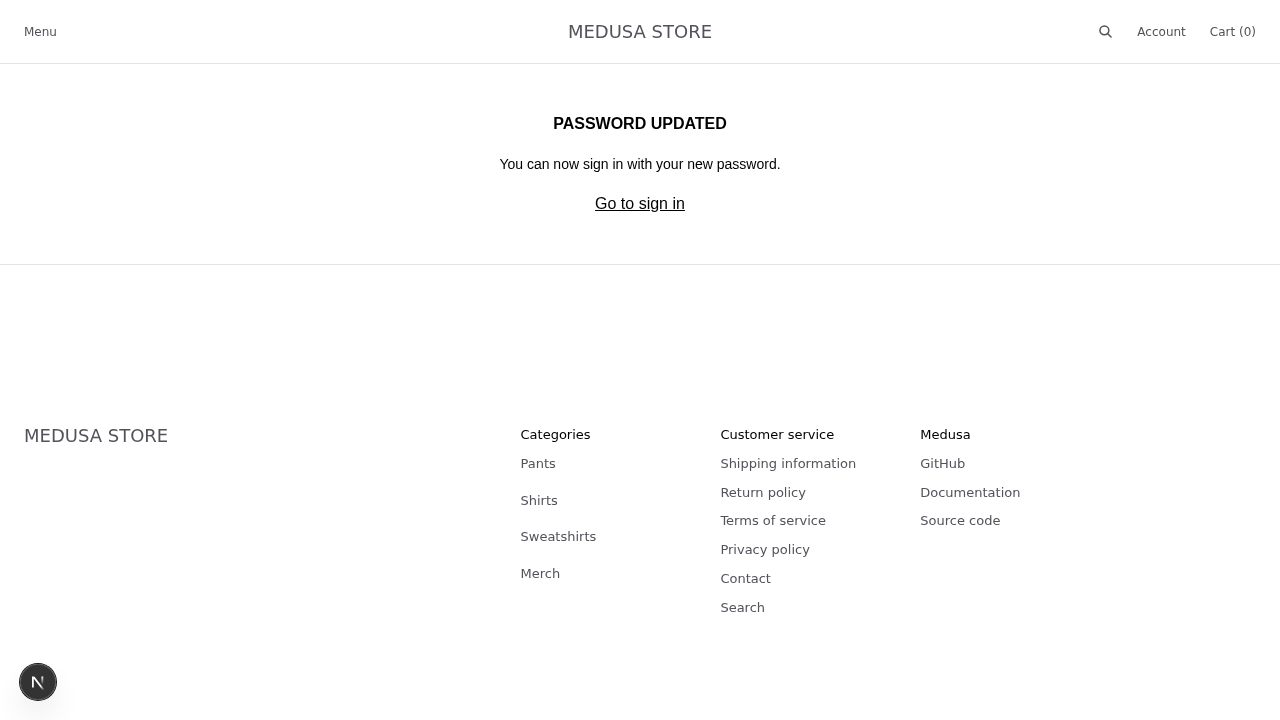 Menu
MEDUSA STORE
Account
Cart (0)
PASSWORD UPDATED
You can now sign in with your new password.
Go to sign in
MEDUSA STORE
Categories
Pants
Shirts
Sweatshirts
Merch
Customer service
Shipping information
Return policy
Terms of service
Privacy policy
Contact
Search
Medusa
GitHub
Documentation
Source code
N